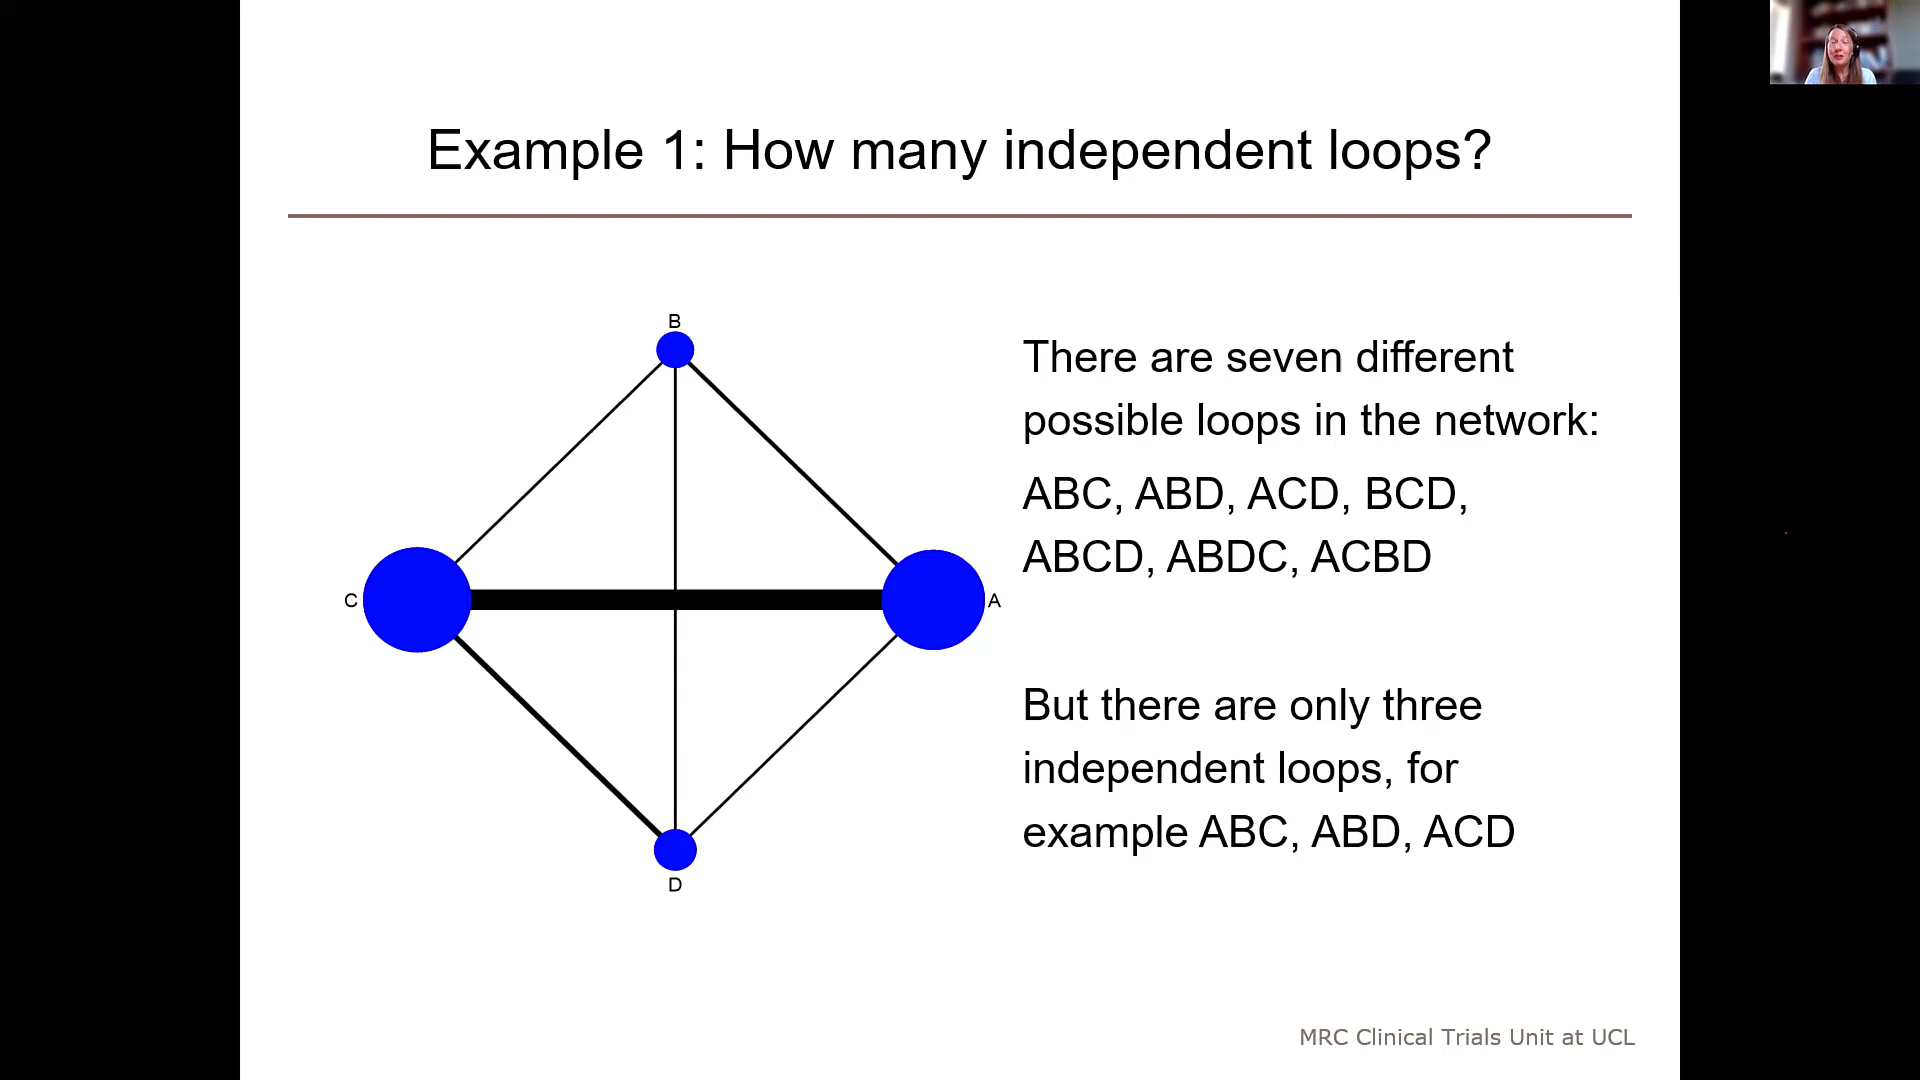 Example 1: How many independent loops?
B
C
A
D
There are seven different
possible loops in the network:
ABC, ABD, ACD, BCD,
ABCD, ABDC, ACBD
But there are only three
independent loops, for
example ABC, ABD, ACD
MRC Clinical Trials Unit at UCL